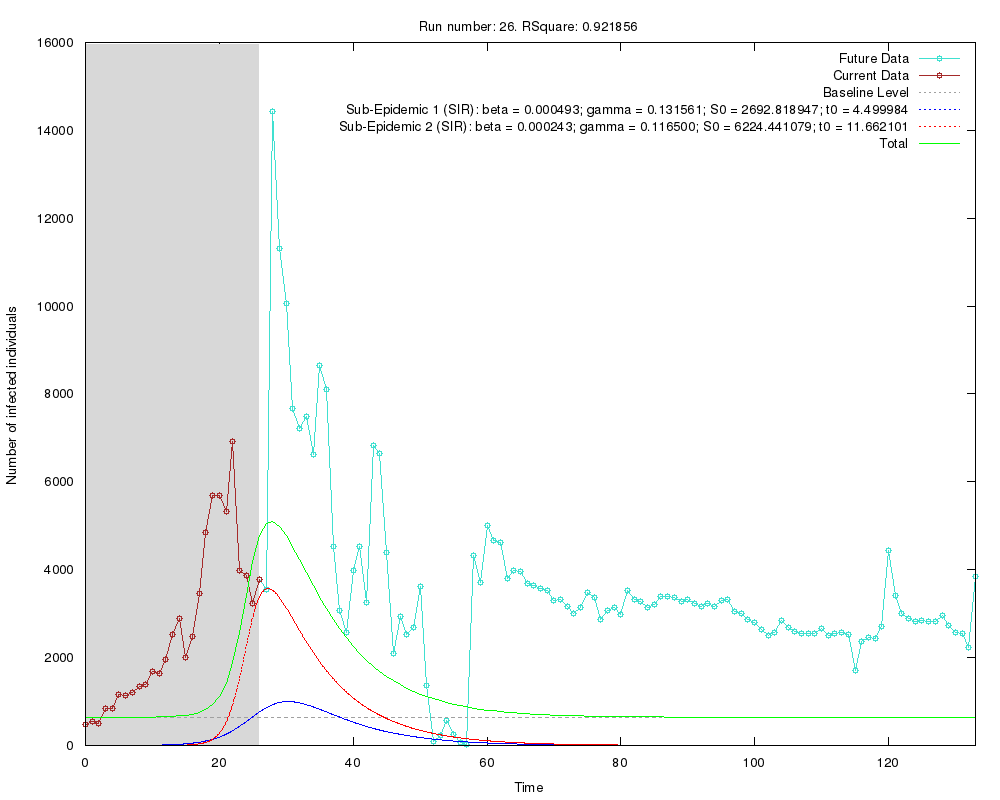 Run number: 26. RSquare: 0.921856
16000
14000
12000
10000
8000
6000
4000
2000
0
Number of infected individuals
Future Data
Current Data
Baseline Level
Sub-Epidemic 1 (SIR): beta = 0.000493; gamma = 0.131561; S0 = 2692.818947; t0 = 4.499984
Sub-Epidemic 2 (SIR): beta = 0.000243; gamma = 0.116500; S0 = 6224.441079; t0 = 11.662101
Total
0 20 40 60 80 100 120
Time